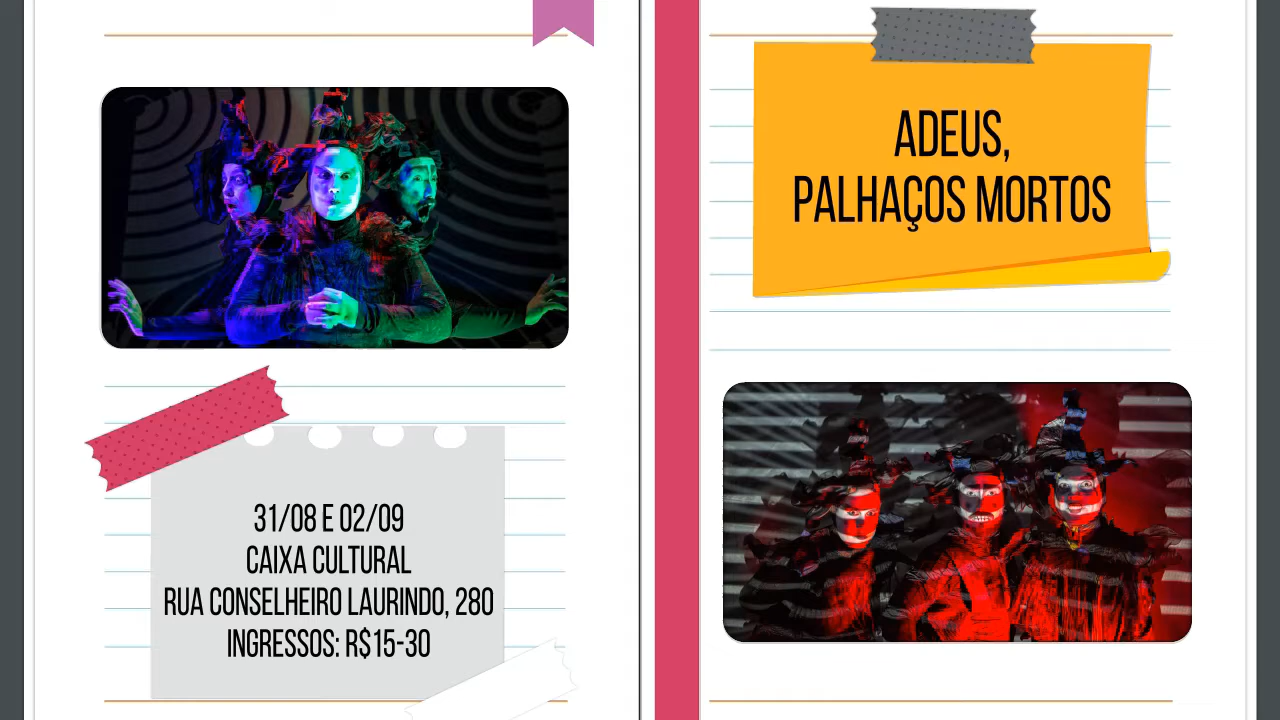 31/08 E 02/09
CAIXA CULTURAL
RUA CONSELHEIRO LAURINDO, 280
INGRESSOS: R$15-30
ADEUS,
PALHAÇOS MORTOS